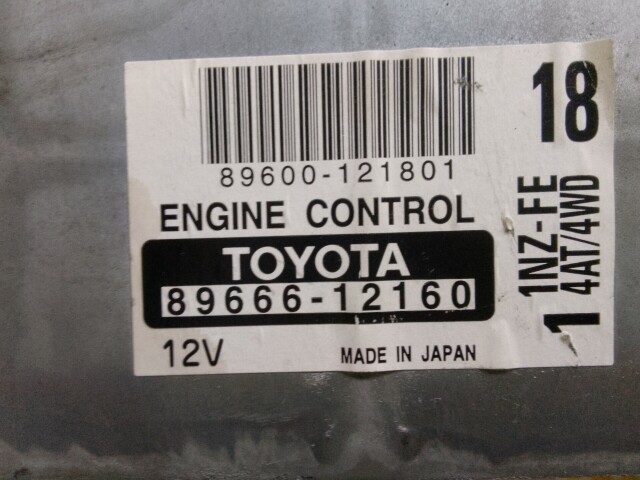 89600-121801
ENGINE CONTROL
TOYOTA
89666-12160
12V MADE IN JAPAN
18
1NZ-FE
4AT/4WD
1